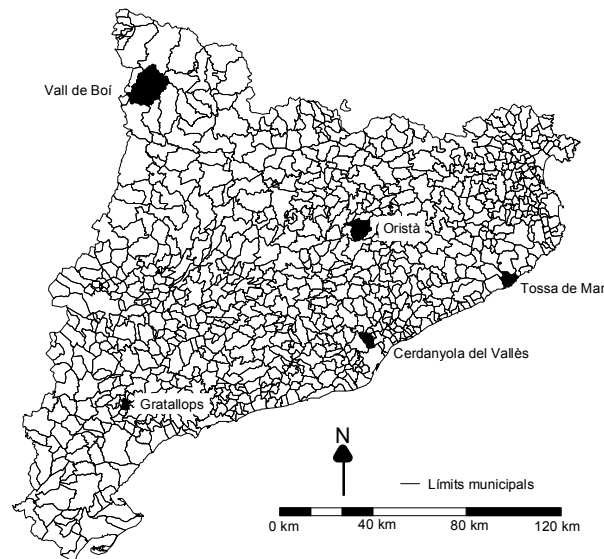 Vall de Boí
Oristà
Tossa de Mar
Cerdanyola del Vallès
Gratallops
N
Límits municipals
0 km 40 km 80 km 120 km